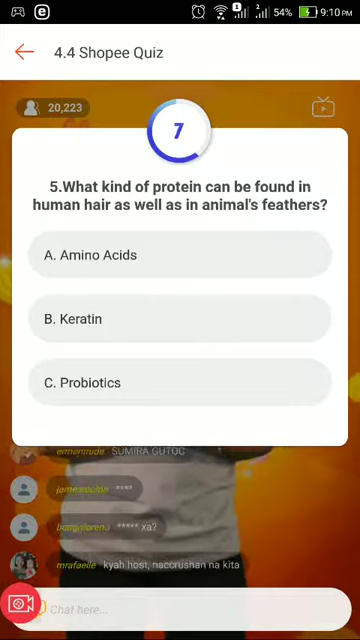 54% 9:10 PM
4.4 Shopee Quiz
20,223
7
5.What kind of protein can be found in
human hair as well as in animal's feathers?
A. Amino Acids
B. Keratin
C. Probiotics
ermentrude SUMIRA GUTOC
****
***** xa?
mrafaelle kyah host, naccrushan na kita
Chat here...